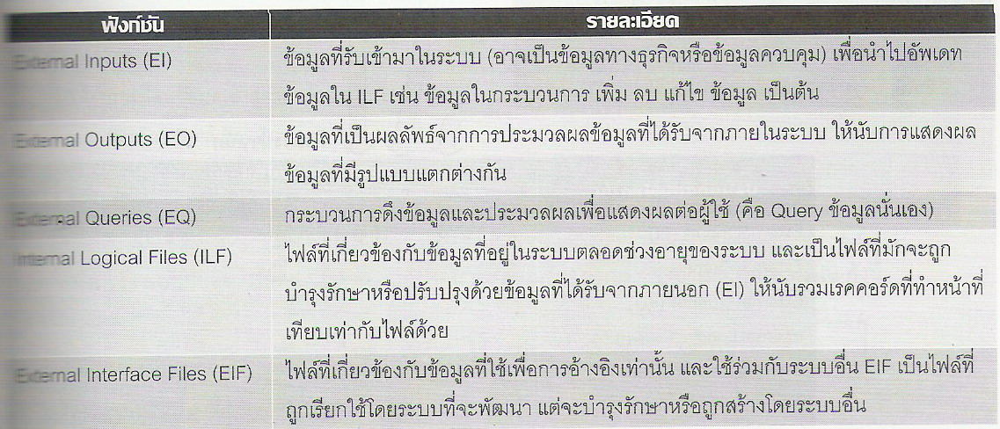 ฟังก์ชัน รายละเอียด
External Inputs (EI) ข้อมูลที่รับเข้ามาในระบบ (อาจเป็นข้อมูลทางธุรกิจหรือข้อมูลควบคุม) เพื่อนำไปอัพเดท
ข้อมูลใน ILF เช่น ข้อมูลในกระบวนการ เพิ่ม ลบ แก้ไข ข้อมูล เป็นต้น
External Outputs (EO) ข้อมูลที่เป็นผลลัพธ์จากการประมวลผลข้อมูลที่ได้รับจากภายในระบบ ให้นับการแสดงผล
ข้อมูลที่มีรูปแบบแตกต่างกัน
External Queries (EQ) กระบวนการดึงข้อมูลและประมวลผลเพื่อแสดงผลต่อผู้ใช้ (คือ Query ข้อมูลนั่นเอง)
Internal Logical Files (ILF) ไฟล์ที่เกี่ยวข้องกับข้อมูลที่อยู่ในระบบตลอดช่วงอายุของระบบ และเป็นไฟล์ที่มักจะถูก
บำรุงรักษาหรือปรับปรุงด้วยข้อมูลที่ได้รับจากภายนอก (EI) ให้นับรวมเรคคอร์ดที่ทำหน้าที่
เทียบเท่ากับไฟล์ด้วย
External Interface Files (EIF) ไฟล์ที่เกี่ยวข้องกับข้อมูลที่ใช้เพื่อการอ้างอิงเท่านั้น และใช้ร่วมกับระบบอื่น EIF เป็นไฟล์ที่
ถูกเรียกใช้โดยระบบที่จะพัฒนา แต่จะบำรุงรักษาหรือถูกสร้างโดยระบบอื่น